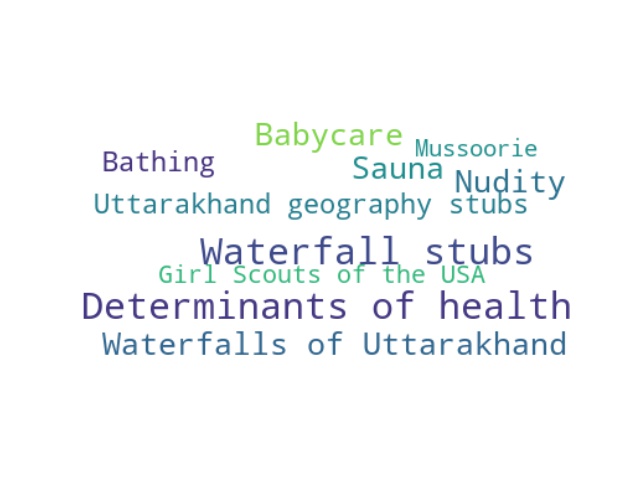 Babycare
Mussoorie
Bathing
Sauna
Nudity
Uttarakhand geography stubs
Waterfall stubs
Girl Scouts of the USA
Determinants of health
Waterfalls of Uttarakhand